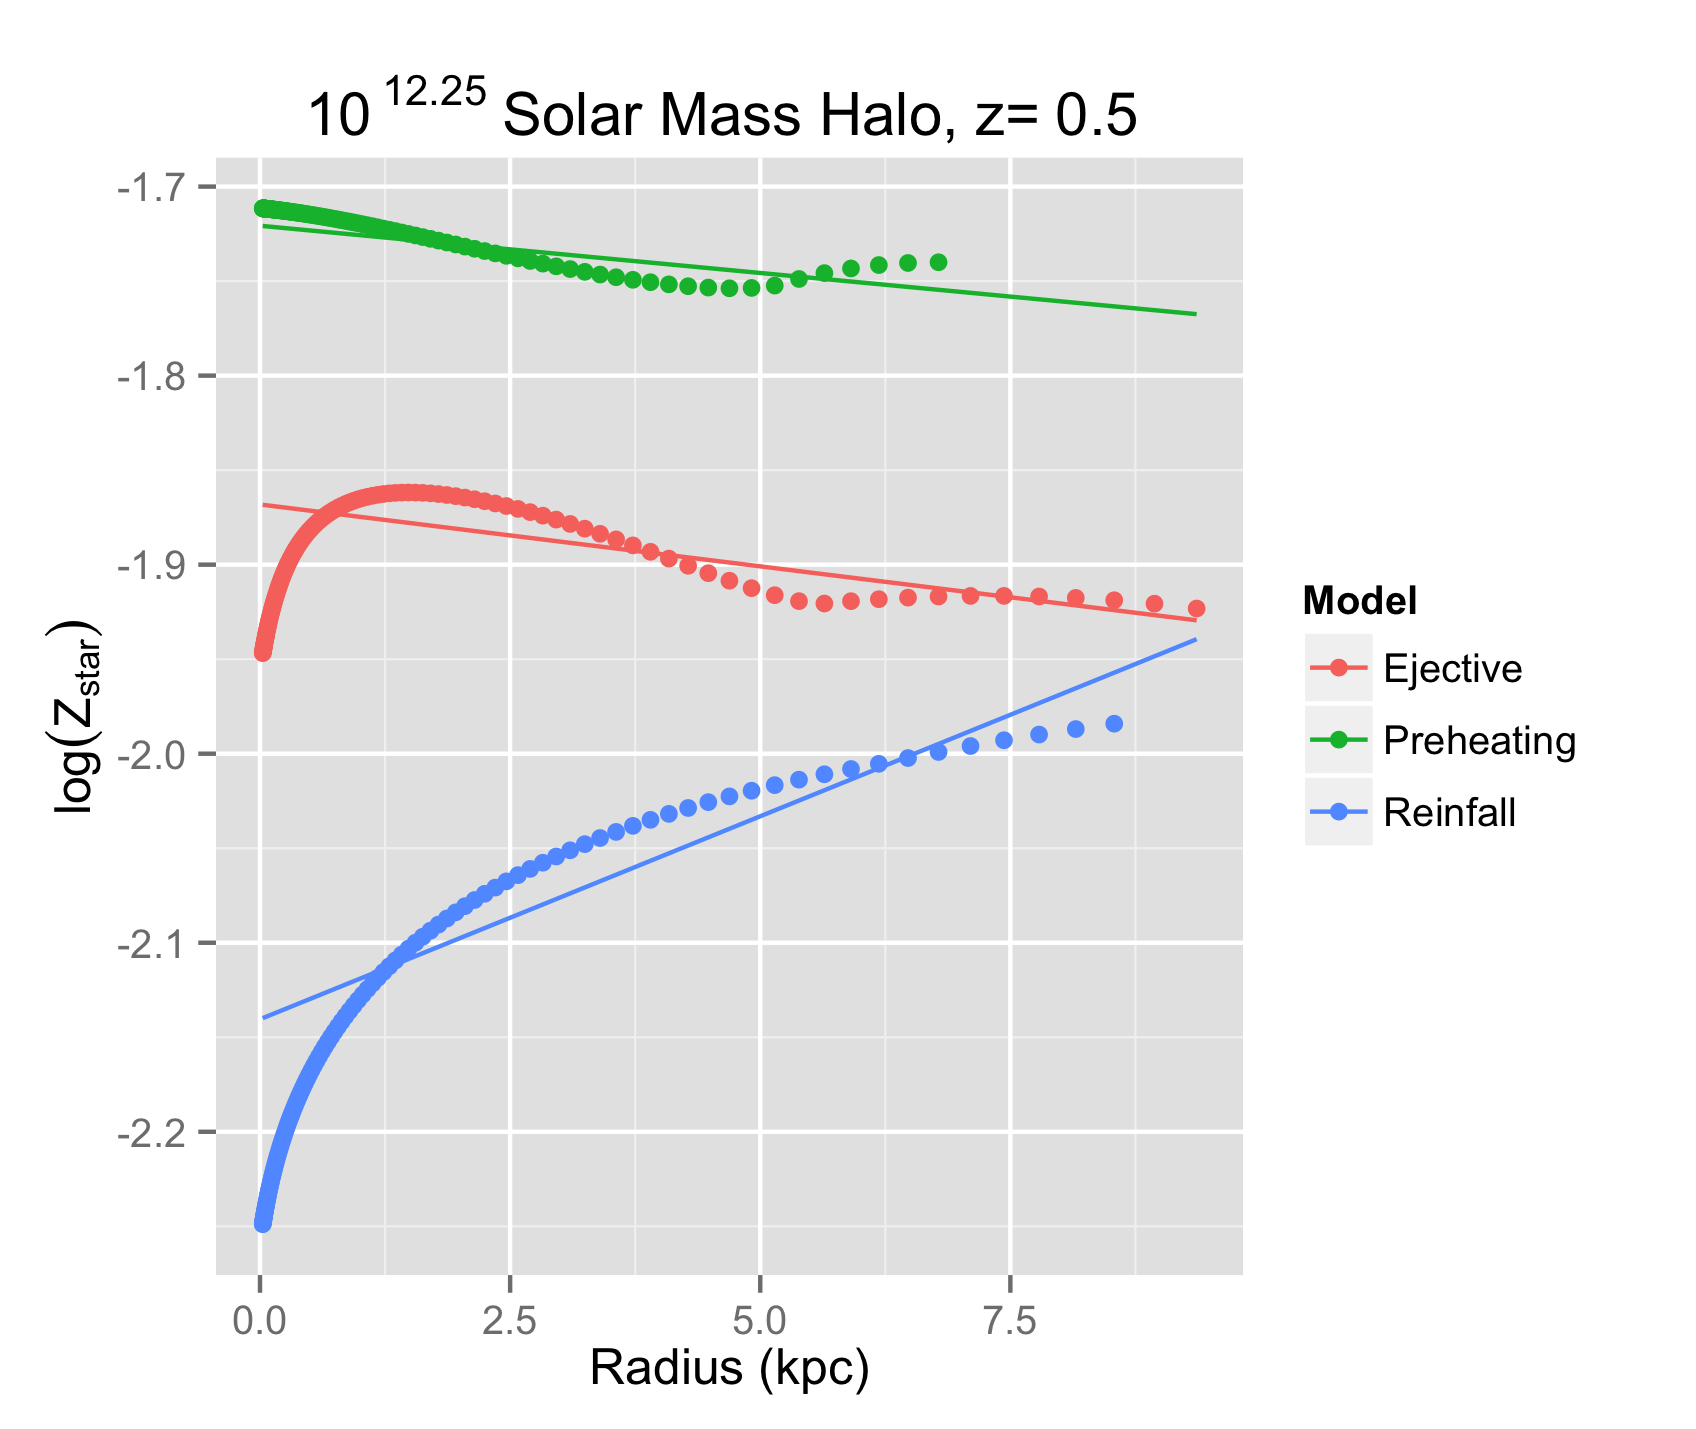 10 12.25 Solar Mass Halo, z= 0.5
-1.7
-1.8
-1.9
-2.0
-2.1
-2.2
log(Zstar)
0.0 2.5 5.0 7.5
Radius (kpc)
Model
Ejective
Preheating
Reinfall